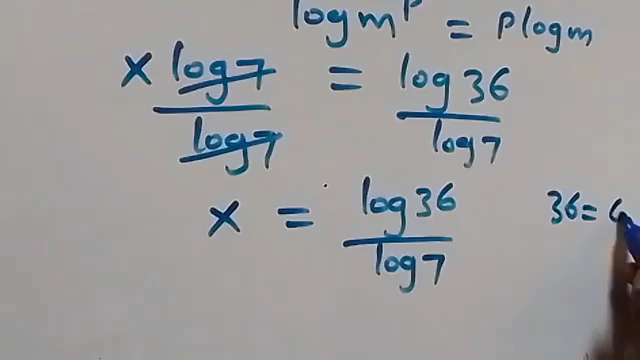 log m^p = p log m
x log 7 / log 7 = log 36 / log 7
x = log 36 / log 7
36 =